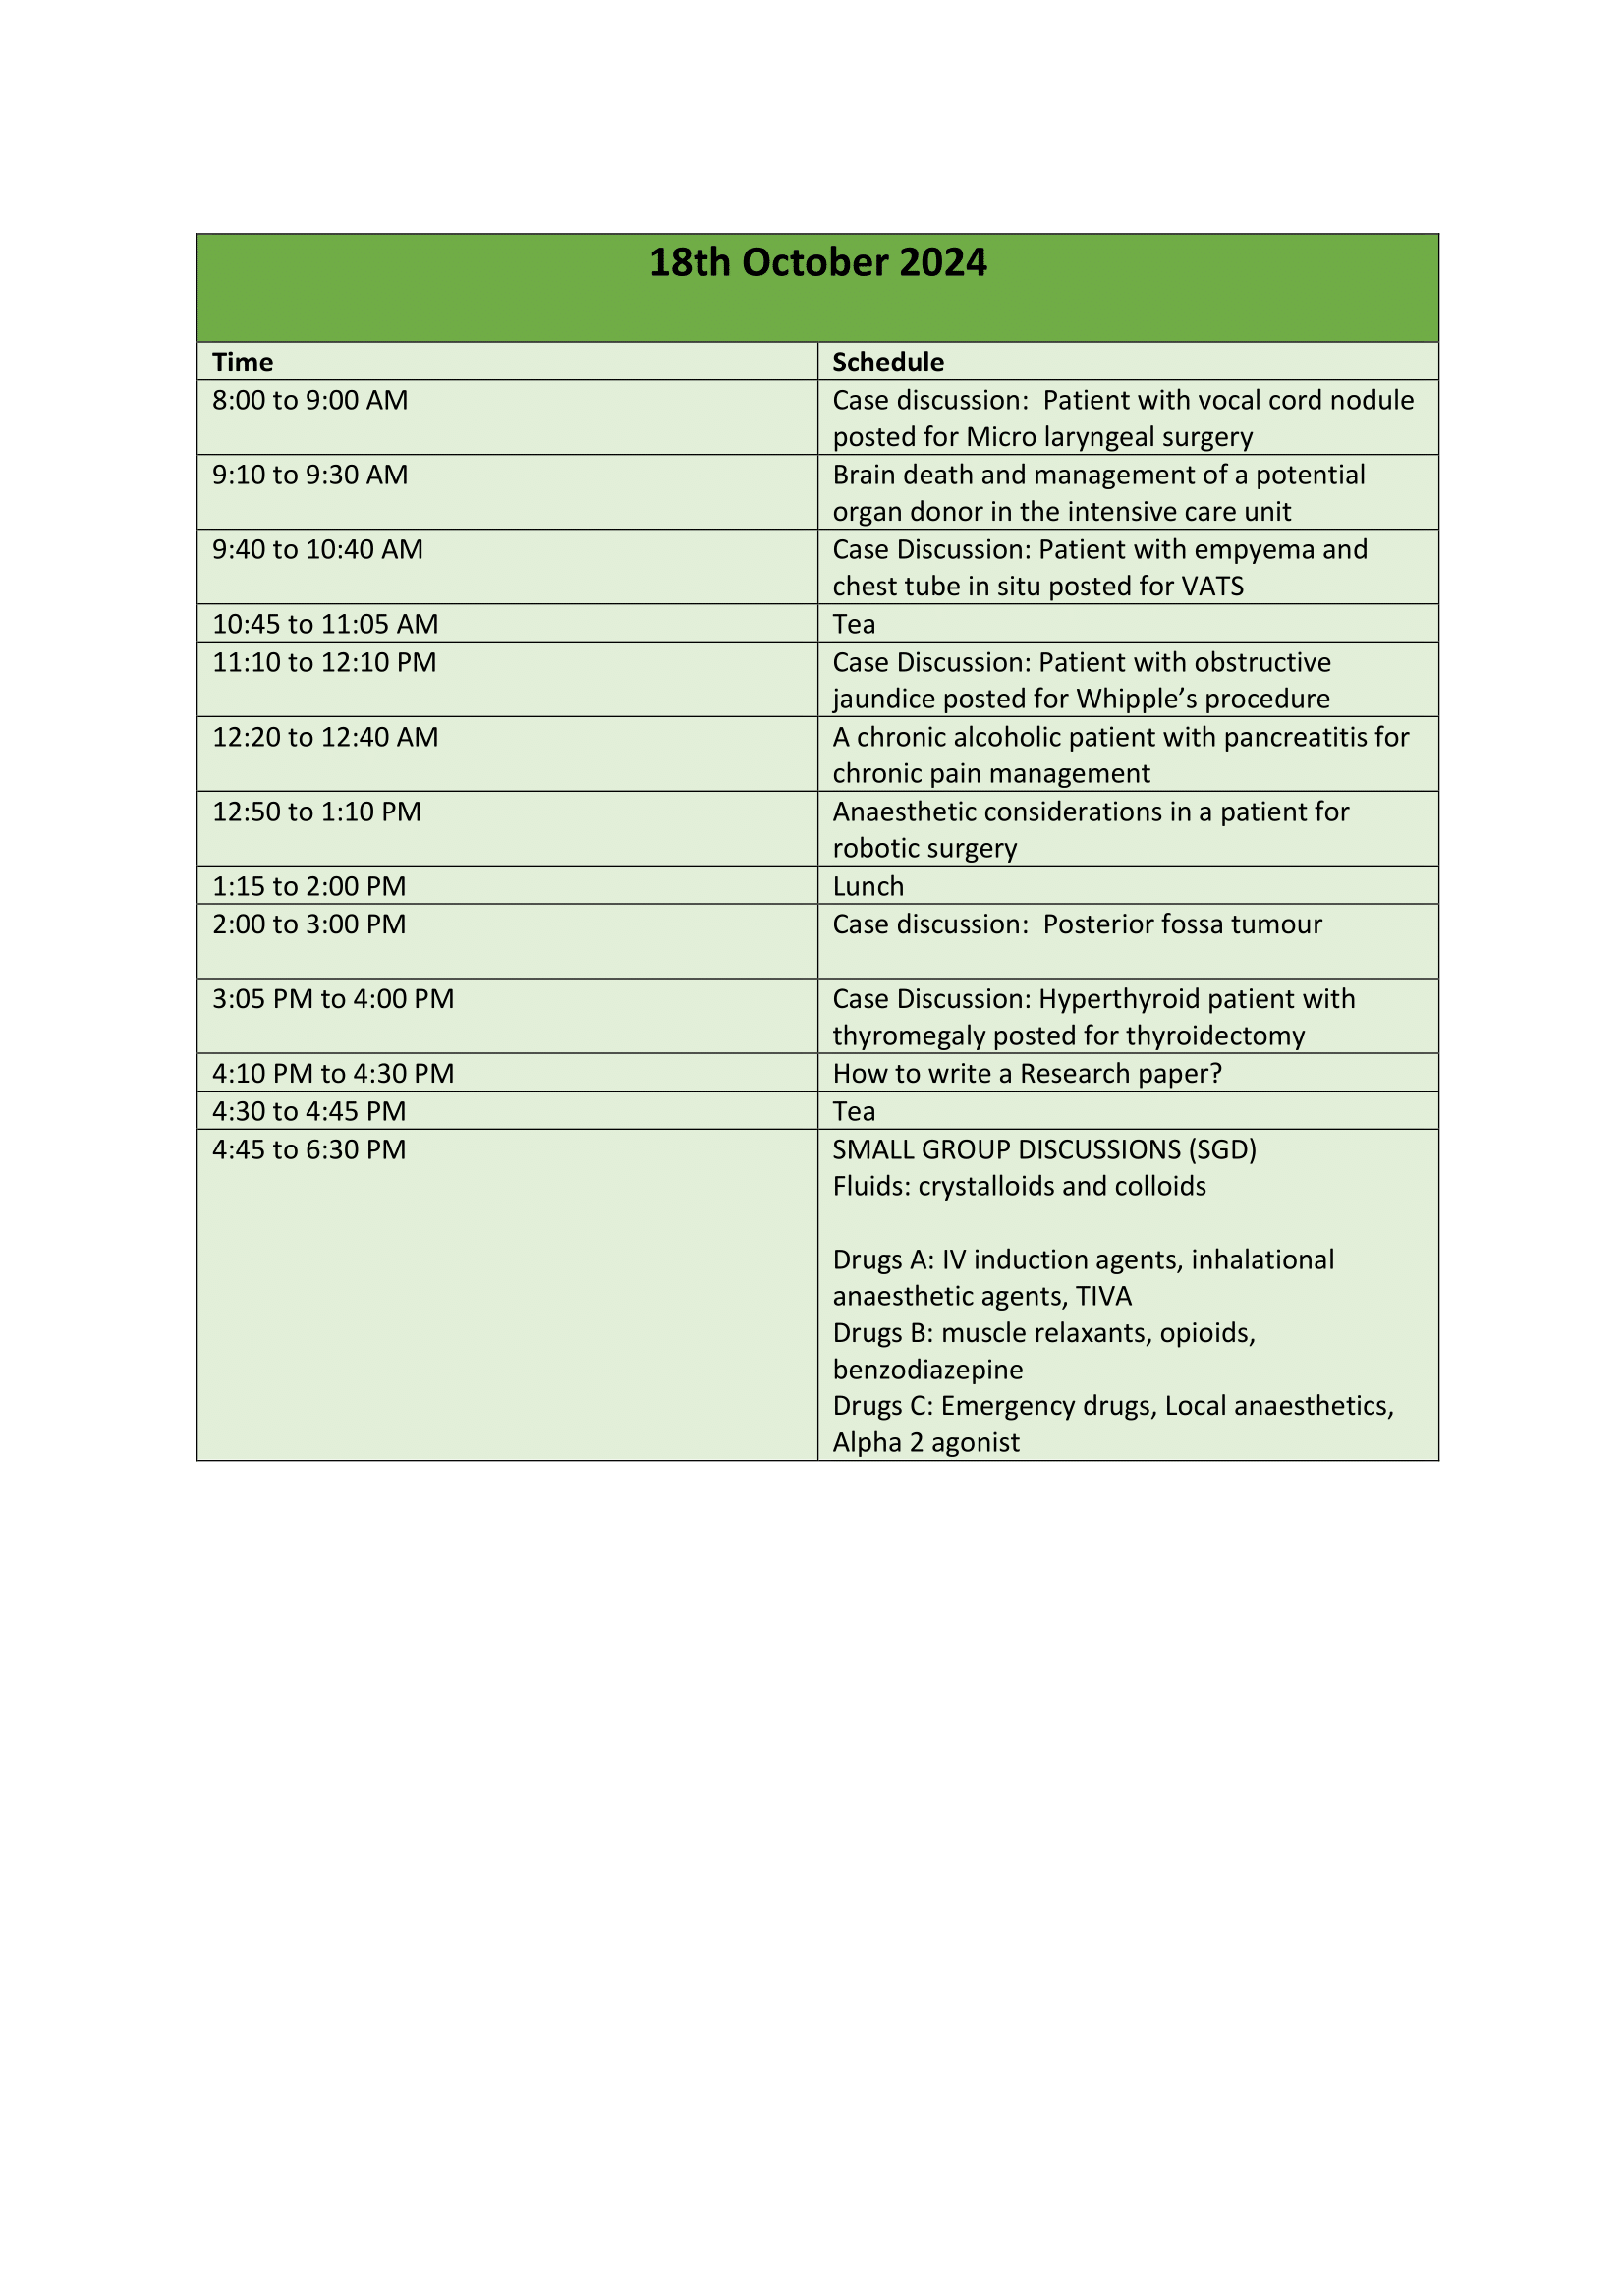 18th October 2024
Time
Schedule
8:00 to 9:00 AM
Case discussion:  Patient with vocal cord nodule
posted for Micro laryngeal surgery
9:10 to 9:30 AM
Brain death and management of a potential
organ donor in the intensive care unit
9:40 to 10:40 AM
Case Discussion: Patient with empyema and
chest tube in situ posted for VATS
10:45 to 11:05 AM
Tea
11:10 to 12:10 PM
Case Discussion: Patient with obstructive
jaundice posted for Whipple’s procedure
12:20 to 12:40 AM
A chronic alcoholic patient with pancreatitis for
chronic pain management
12:50 to 1:10 PM
Anaesthetic considerations in a patient for
robotic surgery
1:15 to 2:00 PM
Lunch
2:00 to 3:00 PM
Case discussion:  Posterior fossa tumour
3:05 PM to 4:00 PM
Case Discussion: Hyperthyroid patient with
thyromegaly posted for thyroidectomy
4:10 PM to 4:30 PM
How to write a Research paper?
4:30 to 4:45 PM
Tea
4:45 to 6:30 PM
SMALL GROUP DISCUSSIONS (SGD)
Fluids: crystalloids and colloids
Drugs A: IV induction agents, inhalational
anaesthetic agents, TIVA
Drugs B: muscle relaxants, opioids,
benzodiazepine
Drugs C: Emergency drugs, Local anaesthetics,
Alpha 2 agonist